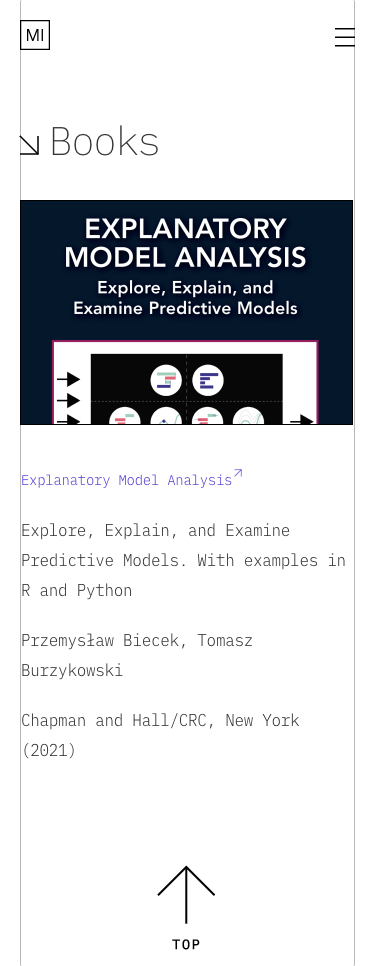 MI
Books
EXPLANATORY
MODEL ANALYSIS
Explore, Explain, and
Examine Predictive Models
Explanatory Model Analysis
Explore, Explain, and Examine
Predictive Models. With examples in
R and Python
Przemysław Biecek, Tomasz
Burzykowski
Chapman and Hall/CRC, New York
(2021)
TOP